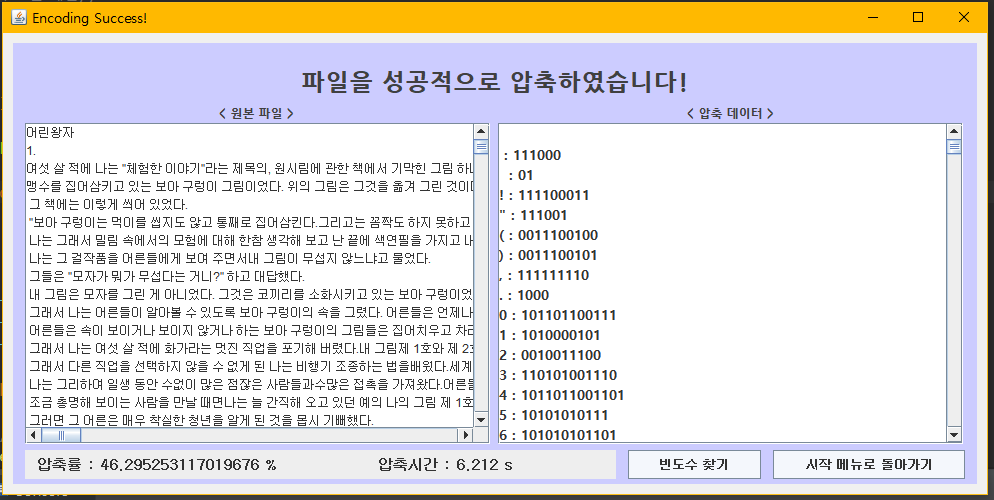 Encoding Success!
파일을 성공적으로 압축하였습니다!
< 원본 파일 >
어린왕자
1.
여섯 살 적에 나는 "체험한 이야기"라는 제목의, 원시림에 관한 책에서 기막힌 그림 하나
맹수를 집어삼키고 있는 보아 구렁이 그림이었다. 위의 그림은 그것을 옮겨 그린 것이다
그 책에는 이렇게 씌어 있었다.
"보아 구렁이는 먹이를 씹지도 않고 통째로 집어삼킨다.그리고는 꼼짝도 하지 못하고
나는 그래서 밀림 속에서의 모험에 대해 한참 생각해 보고 난 끝에 색연필을 가지고 내
나는 그 걸작품을 어른들에게 보여 주면서내 그림이 무섭지 않느냐고 물었다.
그들은 "모자가 뭐가 무섭다는 거니?" 하고 대답했다.
내 그림은 모자를 그린 게 아니었다. 그것은 코끼리를 소화시키고 있는 보아 구렁이었
그래서 나는 어른들이 알아볼 수 있도록 보아 구렁이의 속을 그렸다. 어른들은 언제나
어른들은 속이 보이거나 보이지 않거나 하는 보아 구렁이의 그림들은 집어치우고 차라
그래서 나는 여섯 살 적에 화가라는 멋진 직업을 포기해 버렸다.내 그림제 1호와 제 2호
그래서 다른 직업을 선택하지 않을 수 없게 된 나는 비행기 조종하는 법을배웠다.세계
나는 그리하여 일생 동안 수없이 많은 점잖은 사람들과수많은 접촉을 가져왔다.어른들
조금 총명해 보이는 사람을 만날 때면나는 늘 간직해 오고 있던 예의 나의 그림 제 1호
그러면 그 어른은 매우 착실한 청년을 알게 된 것을 몹시 기뻐했다.
< 압축 데이터 >
: 111000
: 01
! : 111100011
" : 111001
( : 0011100100
) : 0011100101
, : 111111110
. : 1000
0 : 101101100111
1 : 1010000101
2 : 0010011100
3 : 110101001110
4 : 1011011001101
5 : 10101010111
6 : 101010101101
압축률 : 46.295253117019676 %
압축시간 : 6.212 s
빈도수 찾기
시작 메뉴로 돌아가기